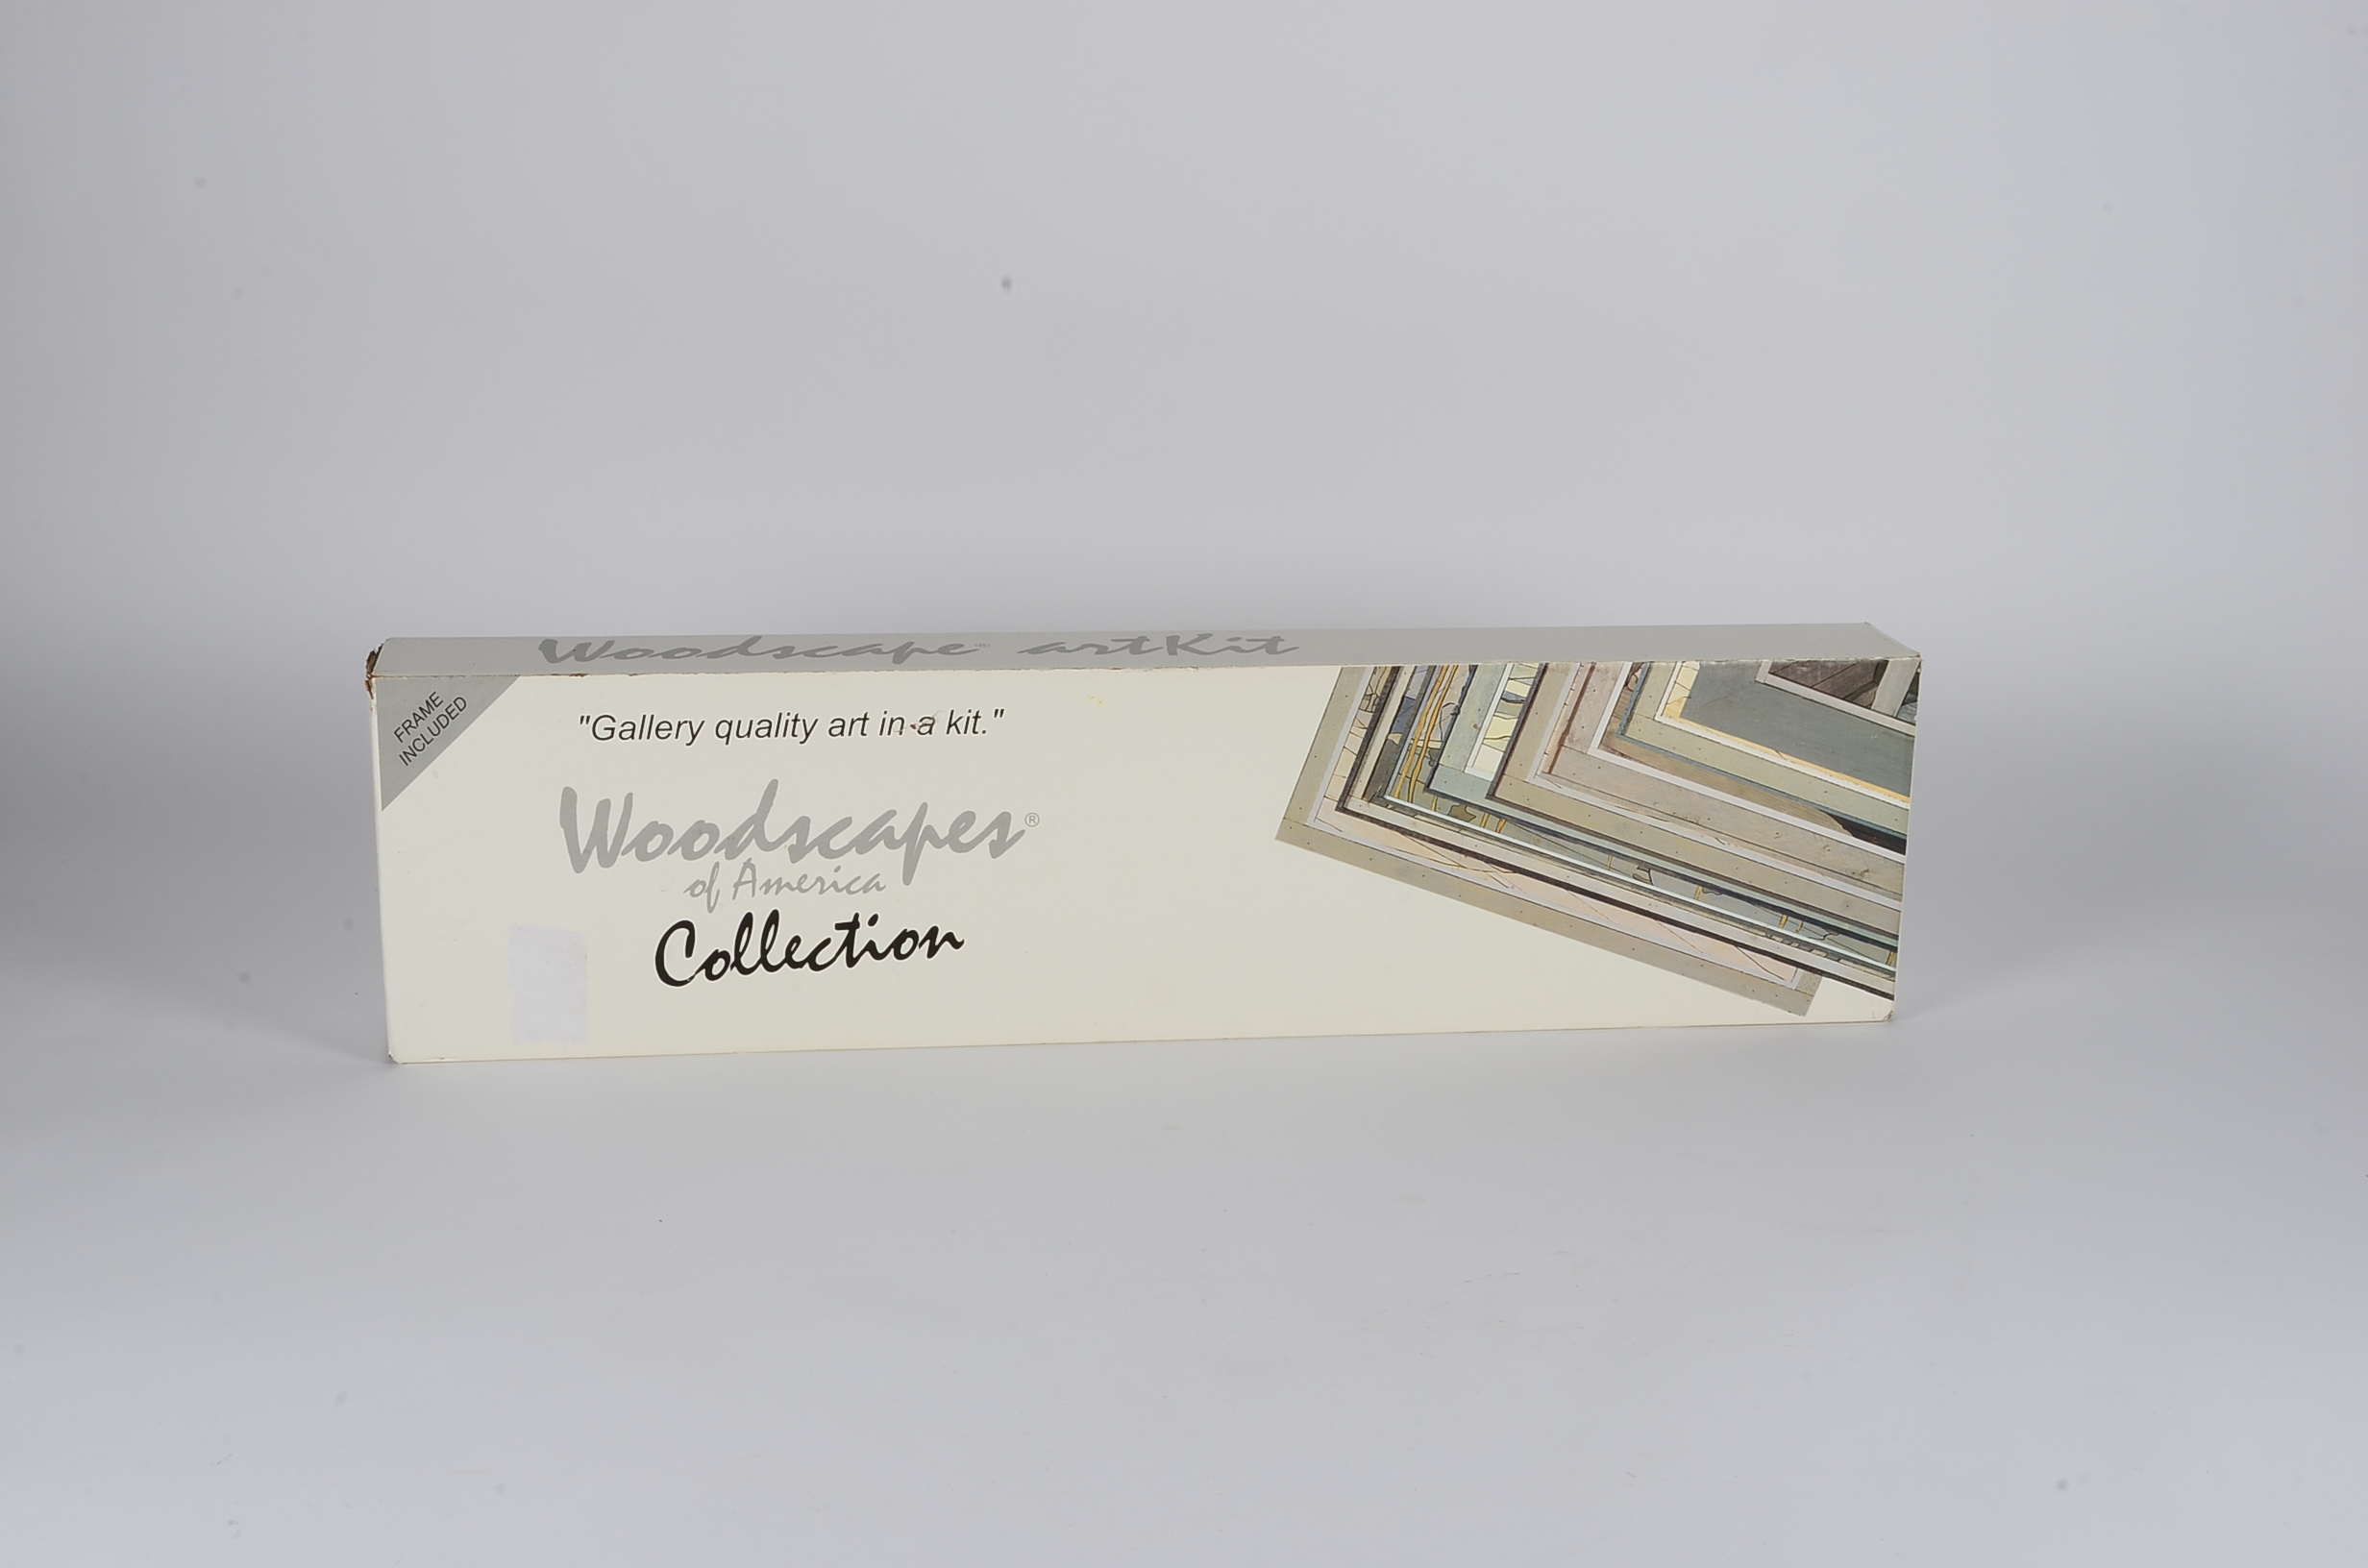 Woodscape® artKit
FRAME
INCLUDED
"Gallery quality art in a kit."
Woodscapes®
of America
Collection